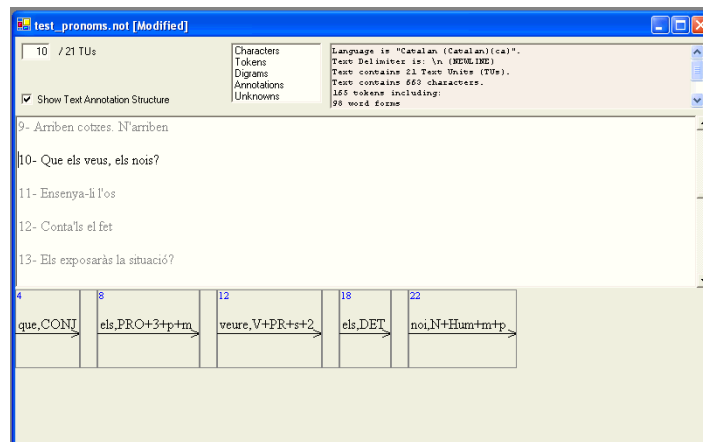 test_pronoms.not [Modified]
10 / 21 TUs
Show Text Annotation Structure
Characters
Tokens
Digrams
Annotations
Unknowns
Language is "Catalan (Catalan)(ca)".
Text Delimiter is: \n (NEWLINE)
Text contains 21 Text Units (TUs).
Text contains 663 characters.
165 tokens including:
98 word forms
9- Arriben cotxes. N'arriben
10- Que els veus, els nois?
11- Ensenya-li l'os
12- Conta'ls el fet
13- Els exposaràs la situació?
4 8 12 18 22
que,CONJ els,PRO+3+p+m veure,V+PR+s+2 els,DET noi,N+Hum+m+p